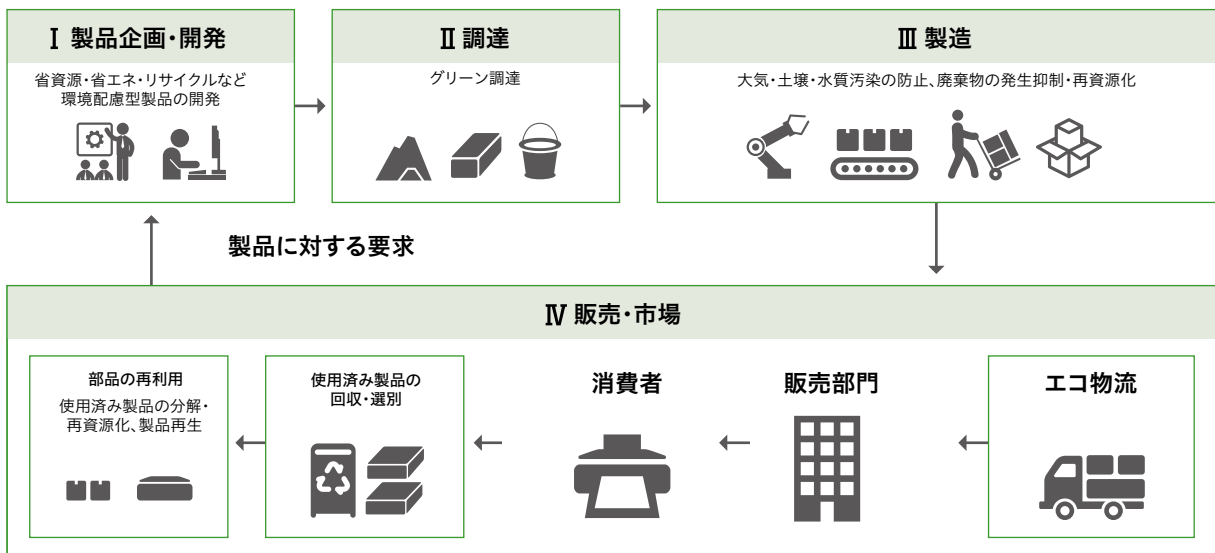 Ⅰ 製品企画・開発
省資源・省エネ・リサイクルなど
環境配慮型製品の開発
Ⅱ 調達
グリーン調達
Ⅲ 製造
大気・土壌・水質汚染の防止、廃棄物の発生抑制・再資源化
製品に対する要求
Ⅳ 販売・市場
部品の再利用
使用済み製品の分解・
再資源化、製品再生
使用済み製品の
回収・選別
消費者
販売部門
エコ物流